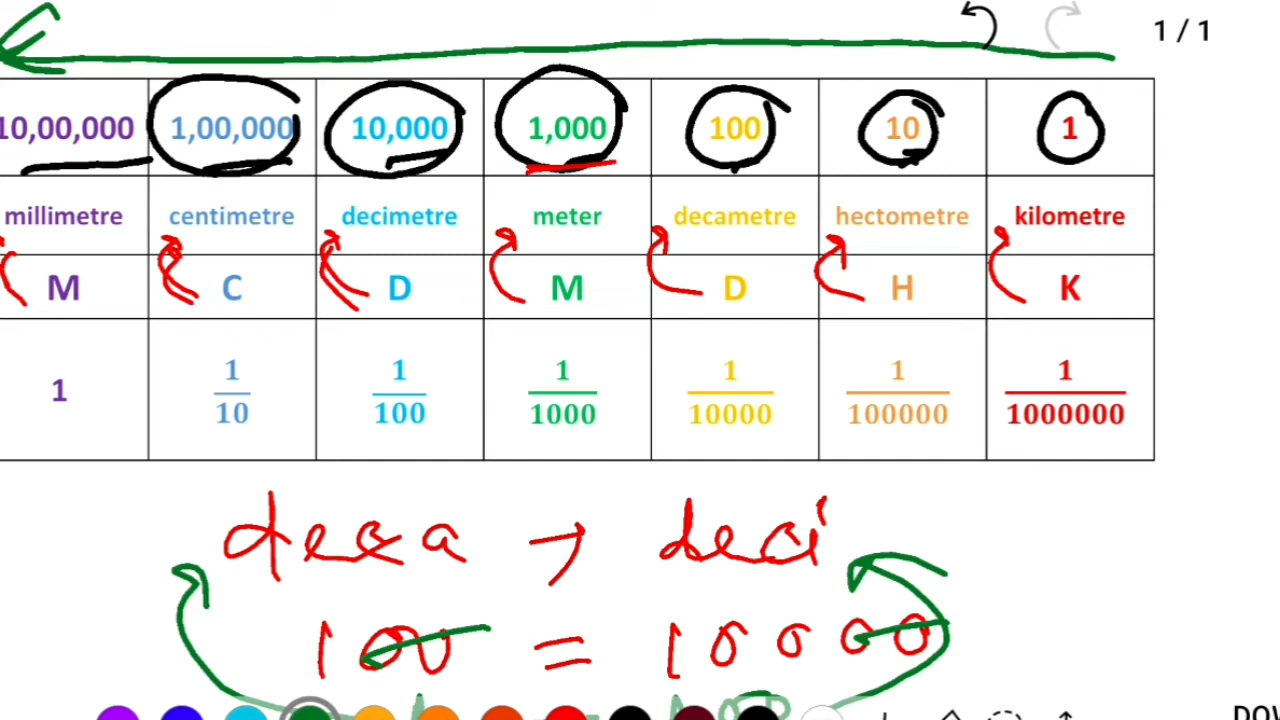 1 / 1
10,00,000 1,00,000 10,000 1,000 100 10 1
millimetre centimetre decimetre meter decametre hectometre kilometre
M C D M D H K
1 1/10 1/100 1/1000 1/10000 1/100000 1/1000000
deca → deci
100 = 10000